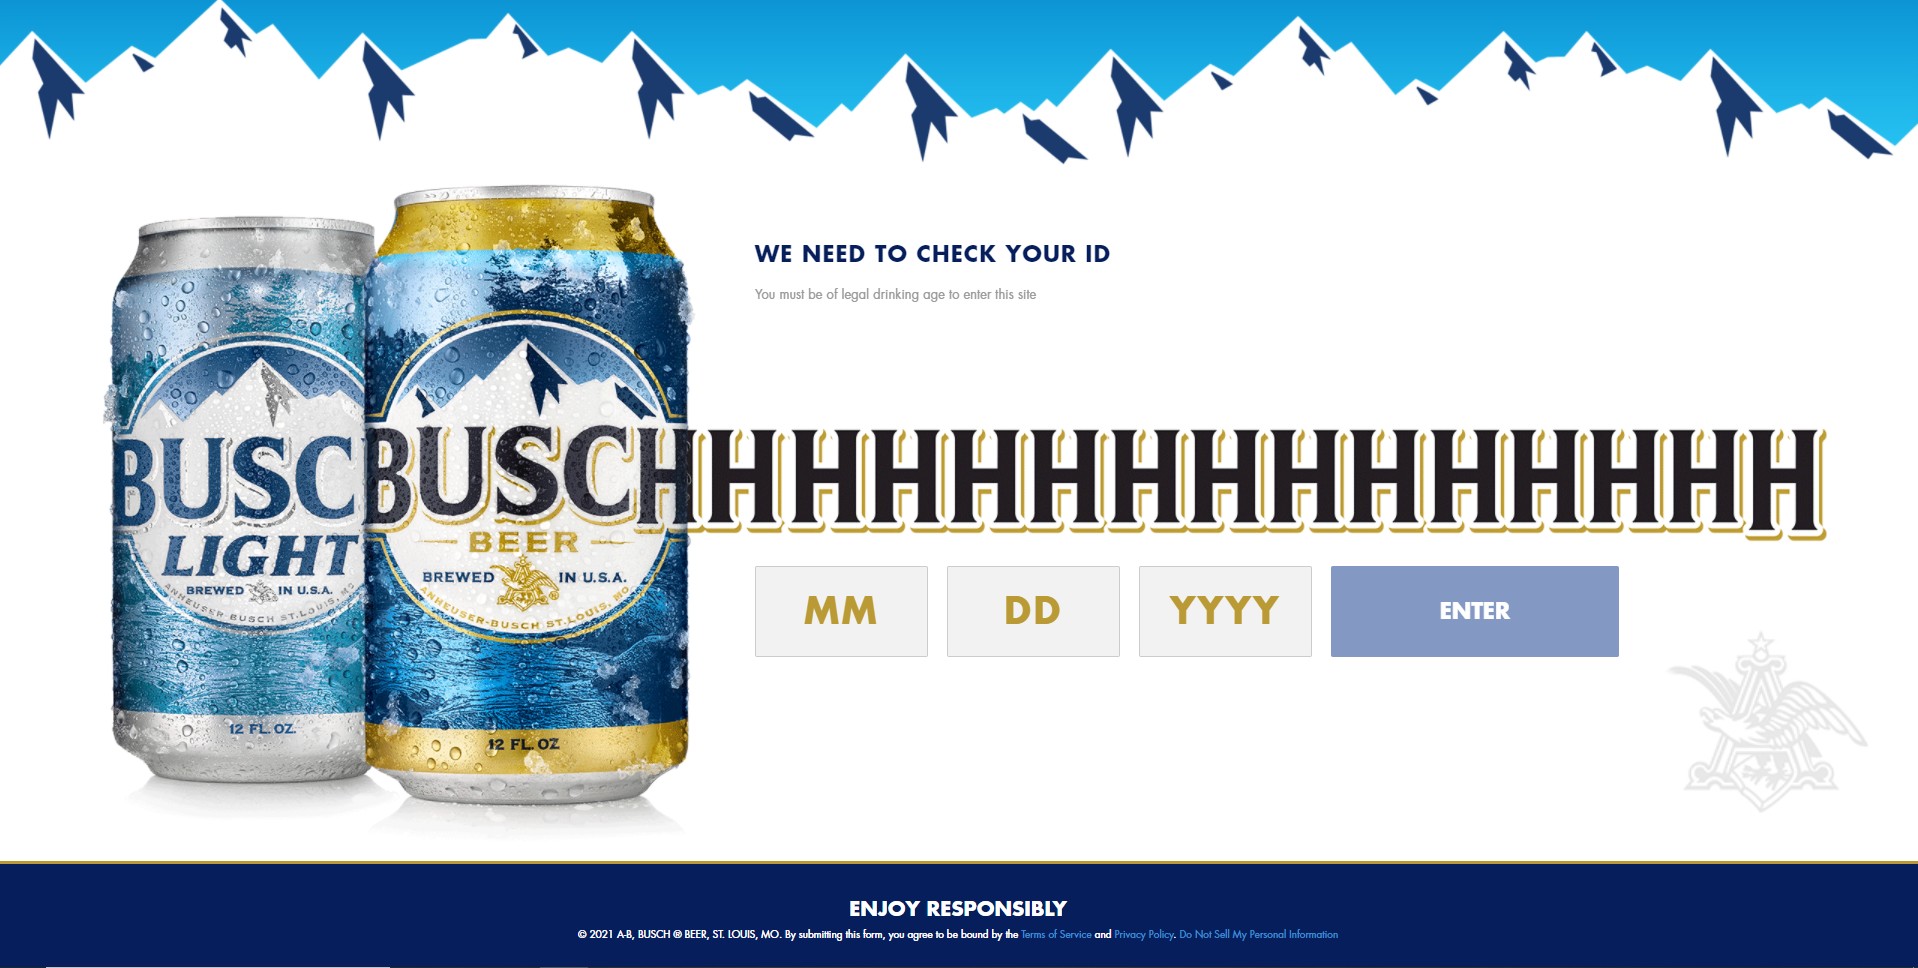 WE NEED TO CHECK YOUR ID
You must be of legal drinking age to enter this site
BUSC
LIGHT
BREWED IN U.S.A.
ANHEUSER-BUSCH ST. LOUIS, MO
12 FL. OZ.
BUSCHHHHHHHHHHHHHHH
BEER
BREWED IN U.S.A.
ANHEUSER-BUSCH ST. LOUIS, MO
12 FL. OZ
MM DD YYYY ENTER
ENJOY RESPONSIBLY
© 2021 A-B, BUSCH ® BEER, ST. LOUIS, MO. By submitting this form, you agree to be bound by the Terms of Service and Privacy Policy. Do Not Sell My Personal Information